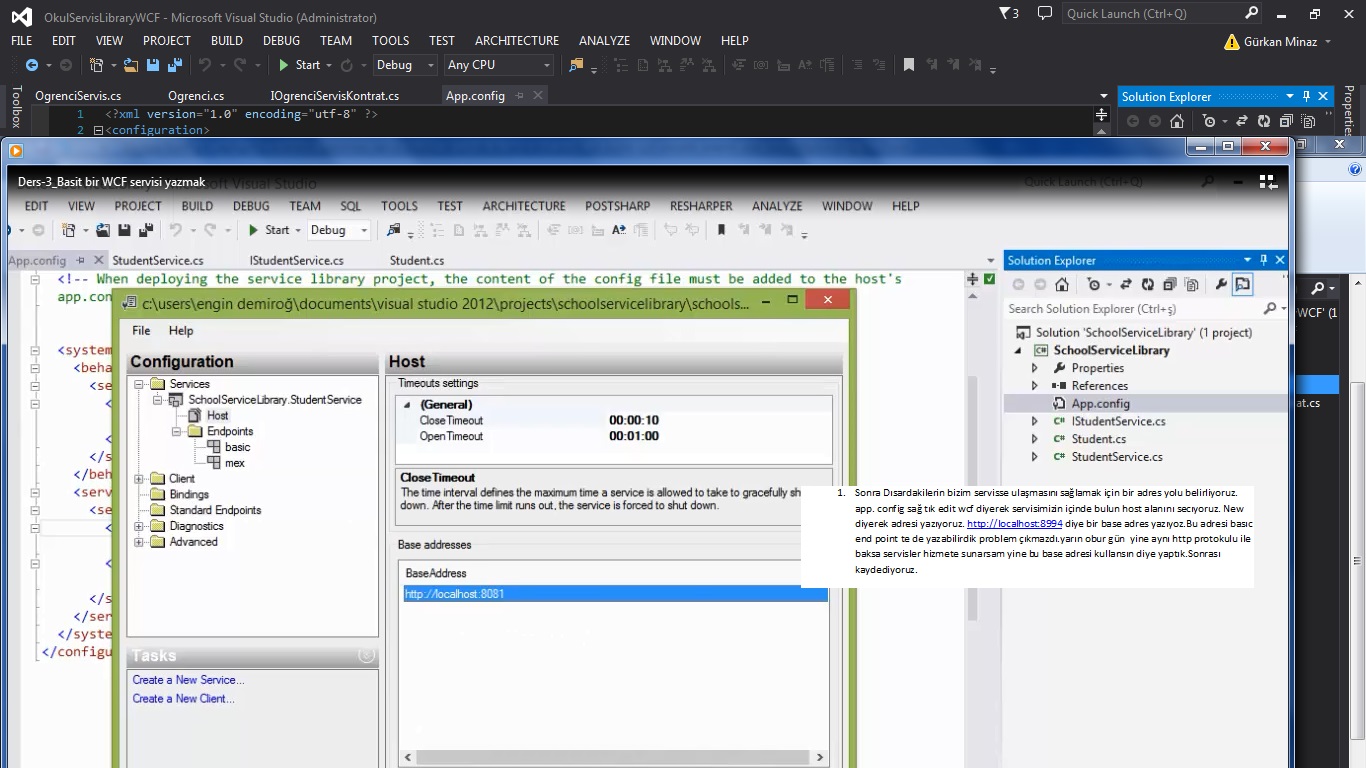 OkulServisLibraryWCF - Microsoft Visual Studio (Administrator)
3
Quick Launch (Ctrl+Q)
FILE EDIT VIEW PROJECT BUILD DEBUG TEAM TOOLS TEST ARCHITECTURE ANALYZE WINDOW HELP
Gürkan Minaz
Start Debug Any CPU
Toolbox
OgrenciServis.cs Ogrenci.cs IOgrenciServisKontrat.cs App.config
Solution Explorer
Properties
1 <?xml version="1.0" encoding="utf-8" ?>
2 <configuration>
Ders-3_Basit bir WCF servisi yazmak
Visual Studio
Quick Launch (Ctrl+Q)
EDIT VIEW PROJECT BUILD DEBUG TEAM SQL TOOLS TEST ARCHITECTURE POSTSHARP RESHARPER ANALYZE WINDOW HELP
Start Debug
App.config StudentService.cs IStudentService.cs Student.cs
<!-- When deploying the service library project, the content of the config file must be added to the host's
app.con
<system
<beha
<se
<
<
</s
</beh
<serv
<se
<
<
</s
</ser
</syste
</configu
c:\users\engin demiroğ\documents\visual studio 2012\projects\schoolservicelibrary\schools...
File Help
Configuration
Services
SchoolServiceLibrary.StudentService
Host
Endpoints
basic
mex
Client
Bindings
Standard Endpoints
Diagnostics
Advanced
Tasks
Create a New Service...
Create a New Client...
Host
Timeouts settings
(General)
CloseTimeout 00:00:10
OpenTimeout 00:01:00
CloseTimeout
The time interval defines the maximum time a service is allowed to take to gracefully sh
down. After the time limit runs out, the service is forced to shut down.
Base addresses
BaseAddress
http://localhost:8081
Solution Explorer
Search Solution Explorer (Ctrl+ş)
Solution 'SchoolServiceLibrary' (1 project)
SchoolServiceLibrary
Properties
References
App.config
IStudentService.cs
Student.cs
StudentService.cs
WCF' (1
at.cs
1. Sonra Dısardakilerin bizim servisse ulaşmasını sağlamak için bir adres yolu belirliyoruz.
app. config sağ tık edit wcf diyerek servisimizin içinde bulun host alanını secıyoruz. New
diyerek adresi yazıyoruz. http://localhost:8994 diye bir base adres yazıyoz.Bu adresi basıc
end point te de yazabilirdik problem çıkmazdı.yarın obur gün yine aynı http protokulu ile
baksa servisler hizmete sunarsam yine bu base adresi kullansın diye yaptık.Sonrası
kaydediyoruz.